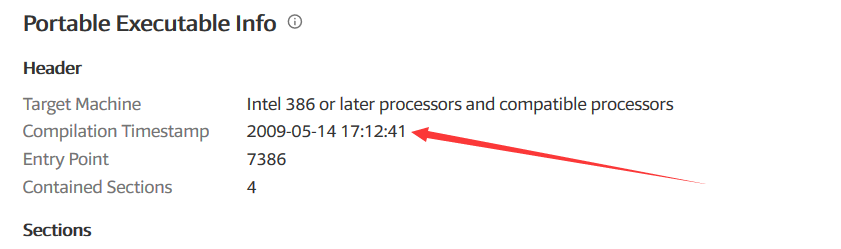 Portable Executable Info
Header
Target Machine Intel 386 or later processors and compatible processors
Compilation Timestamp 2009-05-14 17:12:41
Entry Point 7386
Contained Sections 4
Sections